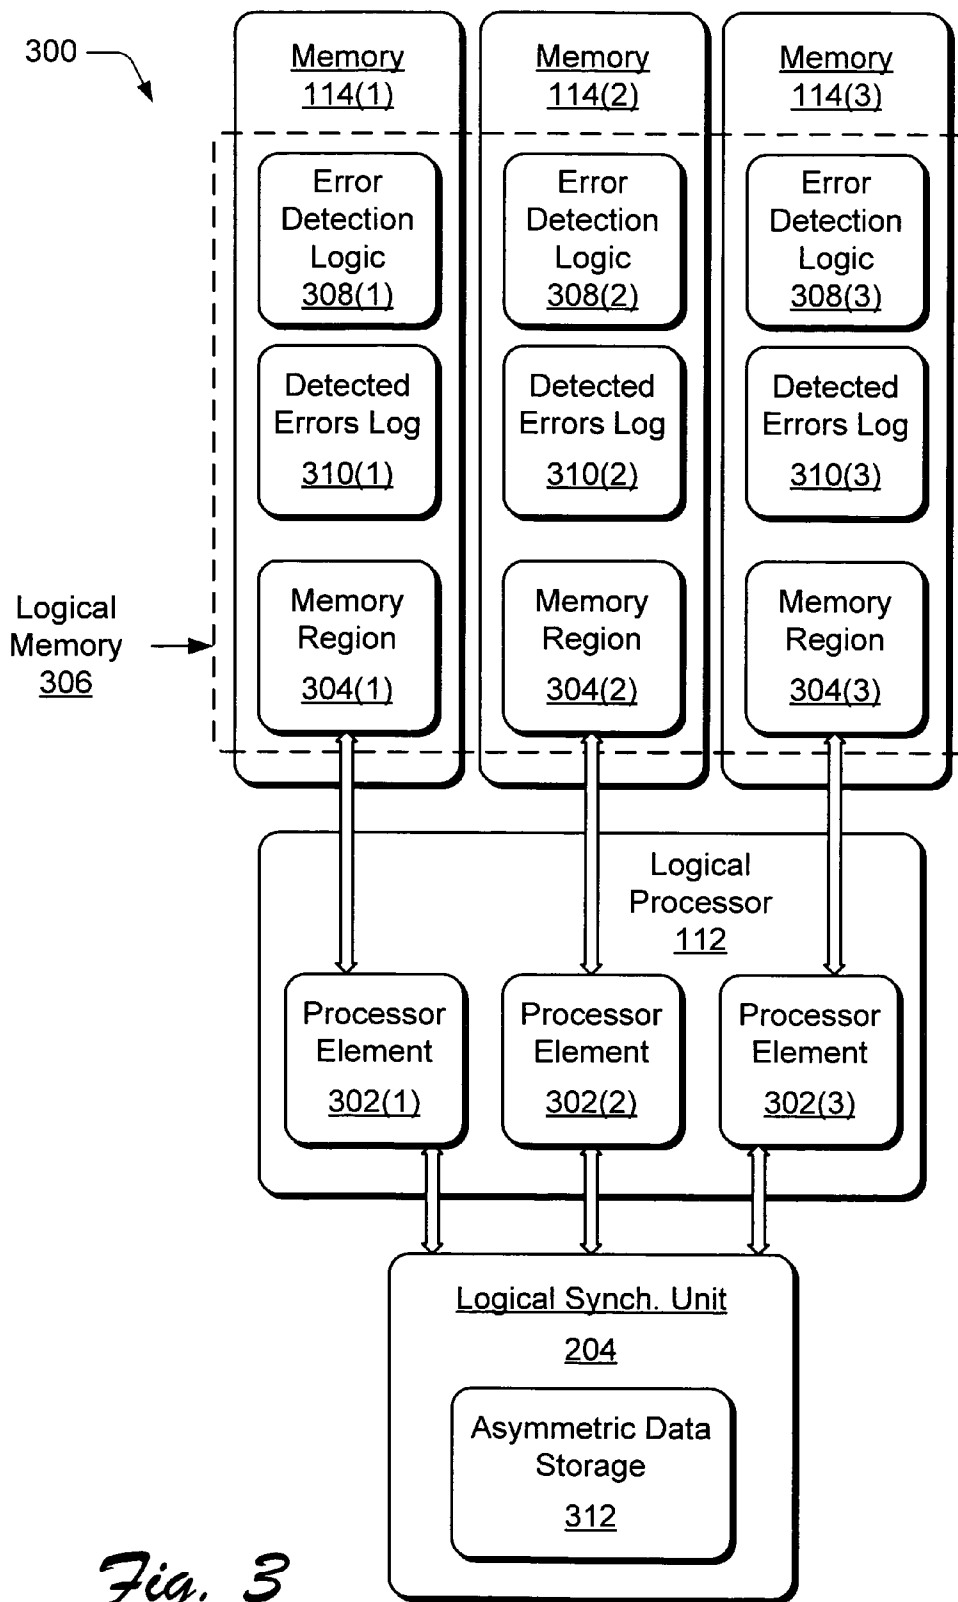 300
Memory
114(1)
Memory
114(2)
Memory
114(3)
Error
Detection
Logic
308(1)
Error
Detection
Logic
308(2)
Error
Detection
Logic
308(3)
Detected
Errors Log
310(1)
Detected
Errors Log
310(2)
Detected
Errors Log
310(3)
Logical
Memory
306
Memory
Region
304(1)
Memory
Region
304(2)
Memory
Region
304(3)
Logical
Processor
112
Processor
Element
302(1)
Processor
Element
302(2)
Processor
Element
302(3)
Logical Synch. Unit
204
Asymmetric Data
Storage
312
Fig. 3